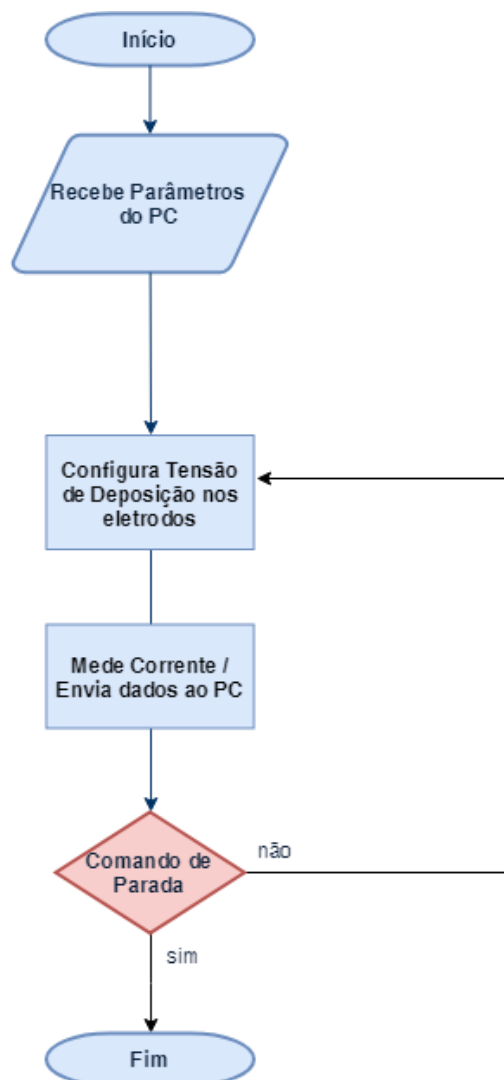 Início
Recebe Parâmetros
do PC
Configura Tensão
de Deposição nos
eletrodos
Mede Corrente /
Envia dados ao PC
Comando de
Parada
não
sim
Fim